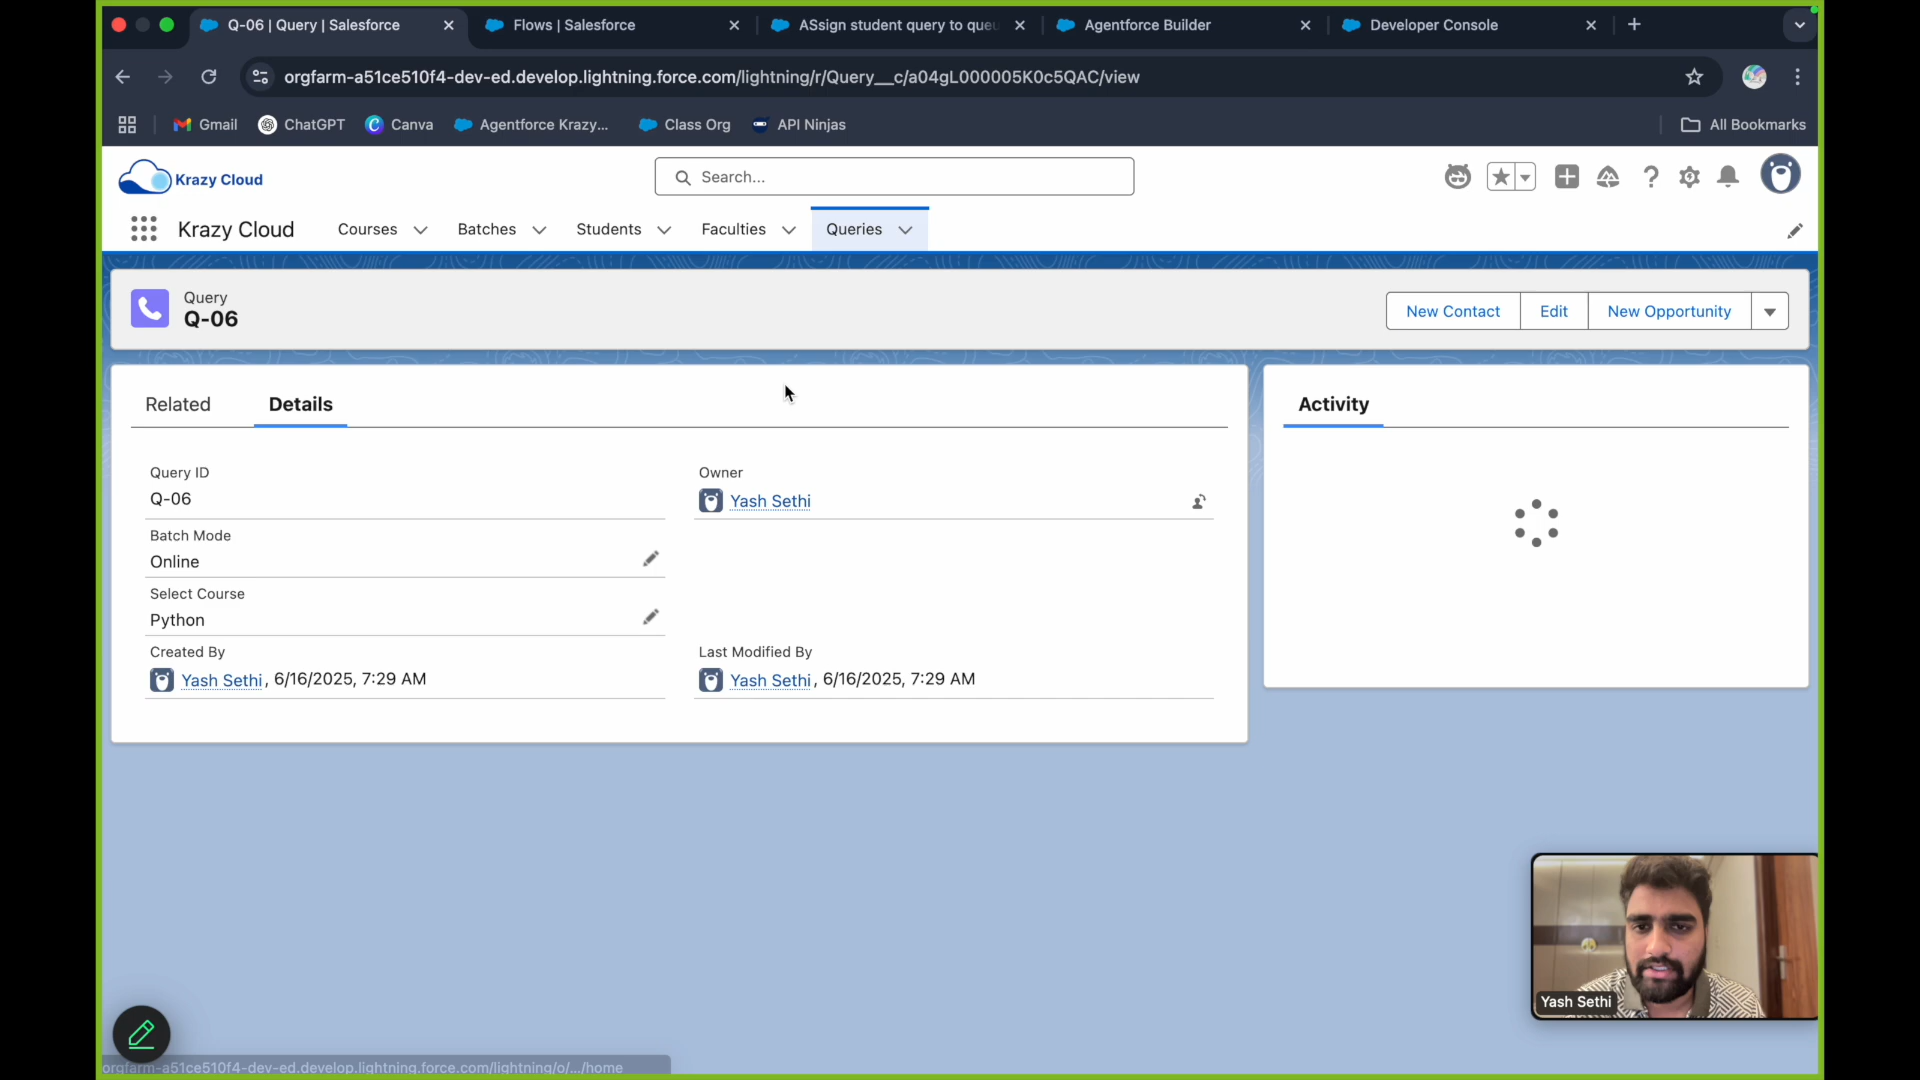 Q-06 | Query | Salesforce
Flows | Salesforce
ASsign student query to que
Agentforce Builder
Developer Console
orgfarm-a51ce510f4-dev-ed.develop.lightning.force.com/lightning/r/Query__c/a04gL000005K0c5QAC/view
Gmail
ChatGPT
Canva
Agentforce Krazy...
Class Org
API Ninjas
All Bookmarks
Krazy Cloud
Search...
Krazy Cloud
Courses
Batches
Students
Faculties
Queries
Query
Q-06
New Contact
Edit
New Opportunity
Related
Details
Activity
Query ID
Q-06
Owner
Yash Sethi
Batch Mode
Online
Select Course
Python
Created By
Yash Sethi, 6/16/2025, 7:29 AM
Last Modified By
Yash Sethi, 6/16/2025, 7:29 AM
Yash Sethi
orgfarm-a51ce510f4-dev-ed.develop.lightning.force.com/lightning/o/.../home